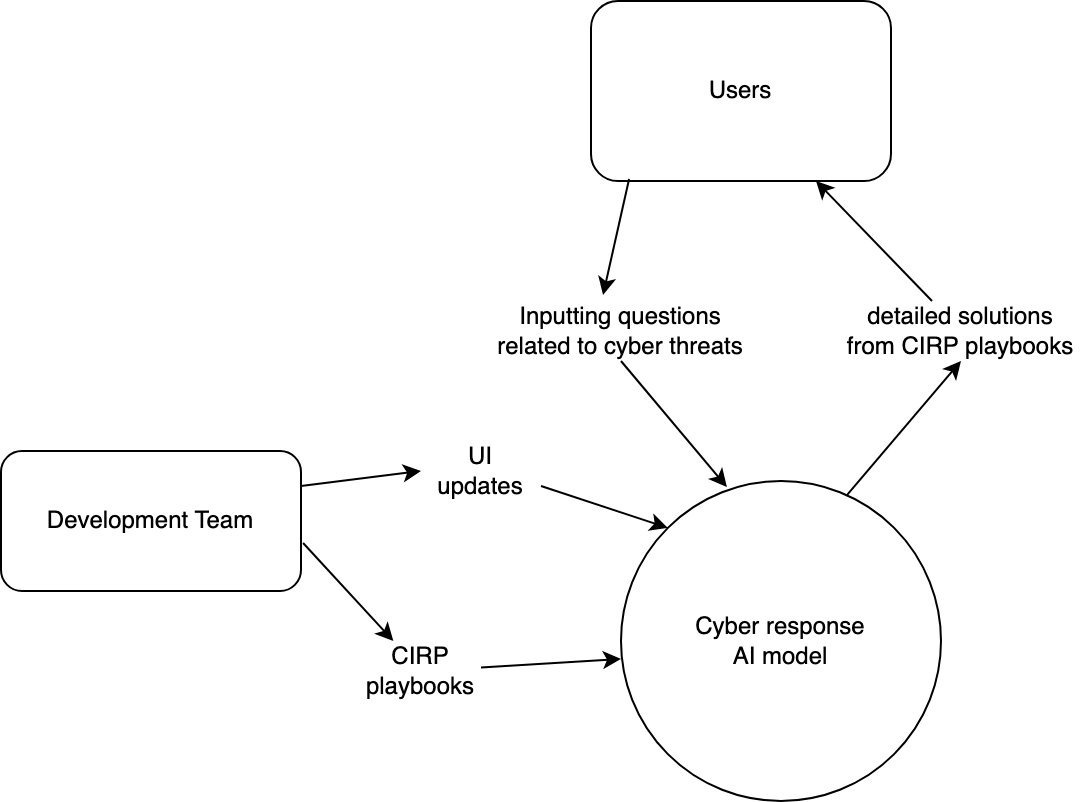 Users
Inputting questions
related to cyber threats
detailed solutions
from CIRP playbooks
UI
updates
Development Team
CIRP
playbooks
Cyber response
AI model